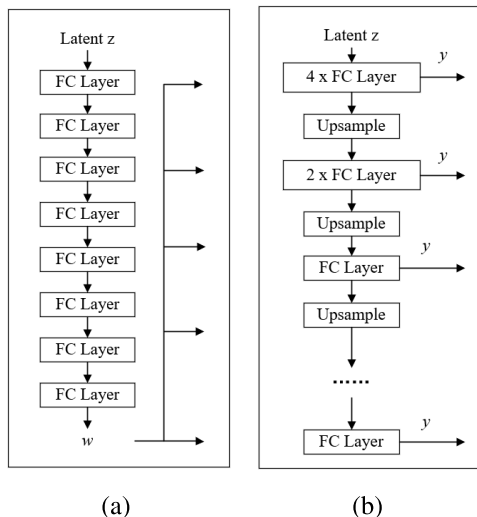 Latent z
FC Layer
FC Layer
FC Layer
FC Layer
FC Layer
FC Layer
FC Layer
FC Layer
w
(a)
Latent z
y
4 x FC Layer
Upsample
y
2 x FC Layer
Upsample
y
FC Layer
Upsample
......
y
FC Layer
(b)